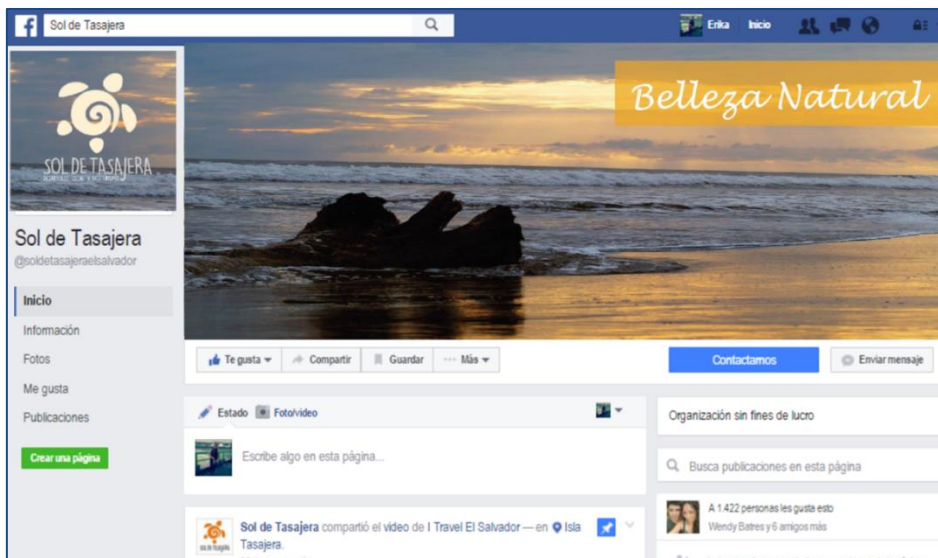 Sol de Tasajera
Erika
Inicio
Belleza Natural
SOL DE TASAJERA
Sol de Tasajera
@soldetasajeraelsalvador
Inicio
Información
Fotos
Me gusta
Publicaciones
Crear una página
Te gusta
Compartir
Guardar
Más
Contactarnos
Enviar mensaje
Estado
Foto/video
Escribe algo en esta página...
Sol de Tasajera compartió el video de I Travel El Salvador — en Isla
Tasajera.
Organización sin fines de lucro
Busca publicaciones en esta página
A 1.422 personas les gusta esto
Wendy Batres y 6 amigos más